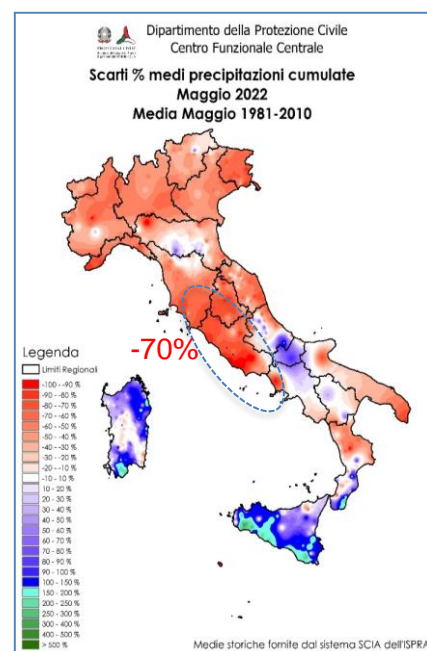 Dipartimento della Protezione Civile
Centro Funzionale Centrale
Scarti % medi precipitazioni cumulate
Maggio 2022
Media Maggio 1981-2010
-70%
Legenda
Limiti Regionali
-100 - -90 %
-90 - -80 %
-80 - -70 %
-70 - -60 %
-60 - -50 %
-50 - -40 %
-40 - -30 %
-30 - -20 %
-20 - -10 %
-10 - 10 %
10 - 20 %
20 - 30 %
30 - 40 %
40 - 50 %
50 - 60 %
60 - 70 %
70 - 80 %
80 - 90 %
90 - 100 %
100 - 150 %
150 - 200 %
200 - 250 %
250 - 300 %
300 - 400 %
400 - 500 %
> 500 %
Medie storiche fornite dal sistema SCIA dell'ISPRA